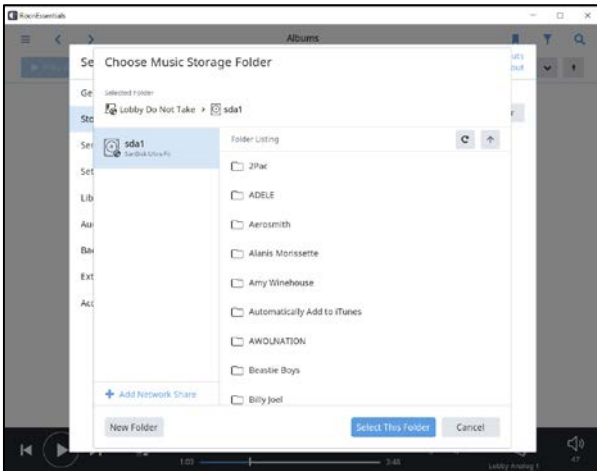 RoonEssentials
Albums
Se
Choose Music Storage Folder
Selected Folder
Lobby Do Not Take › sda1
Ge
Sto
Ser
Set
Lib
Au
Ba
Ext
Acc
sda1
SanDisk Ultra Fit
Folder Listing
2Pac
ADELE
Aerosmith
Alanis Morissette
Amy Winehouse
Automatically Add to iTunes
AWOLNATION
Beastie Boys
Billy Joel
+ Add Network Share
New Folder
Select This Folder
Cancel
1:03
3:48
Lobby Analog 1
47